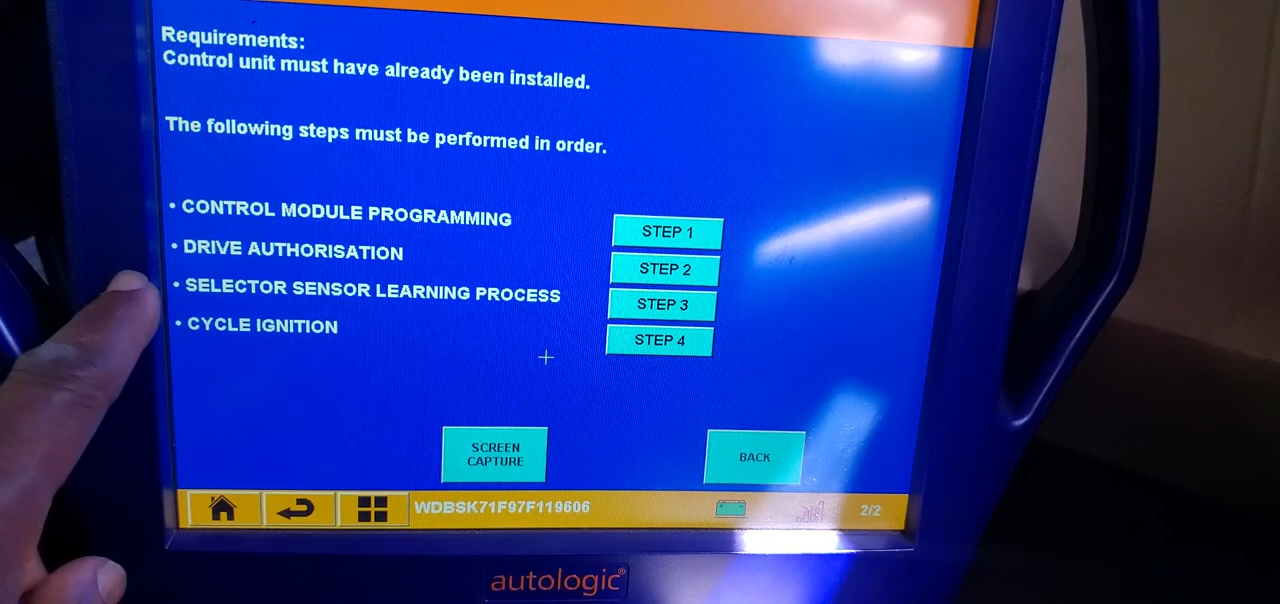 Requirements:
Control unit must have already been installed.
The following steps must be performed in order.
• CONTROL MODULE PROGRAMMING
STEP 1
• DRIVE AUTHORISATION
STEP 2
• SELECTOR SENSOR LEARNING PROCESS
STEP 3
• CYCLE IGNITION
STEP 4
SCREEN
CAPTURE
BACK
WDBSK71F97F119606
2/2
autologic®